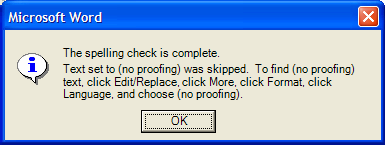 Microsoft Word
The spelling check is complete.
Text set to (no proofing) was skipped. To find (no proofing)
text, click Edit/Replace, click More, click Format, click
Language, and choose (no proofing).
OK